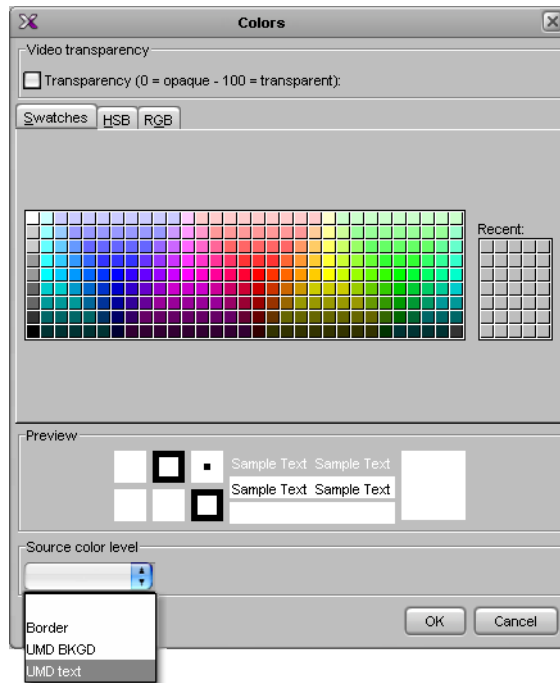 Colors
Video transparency
Transparency (0 = opaque - 100 = transparent):
Swatches HSB RGB
Recent:
Preview
Sample Text Sample Text
Sample Text Sample Text
Source color level
Border
UMD BKGD
UMD text
OK Cancel